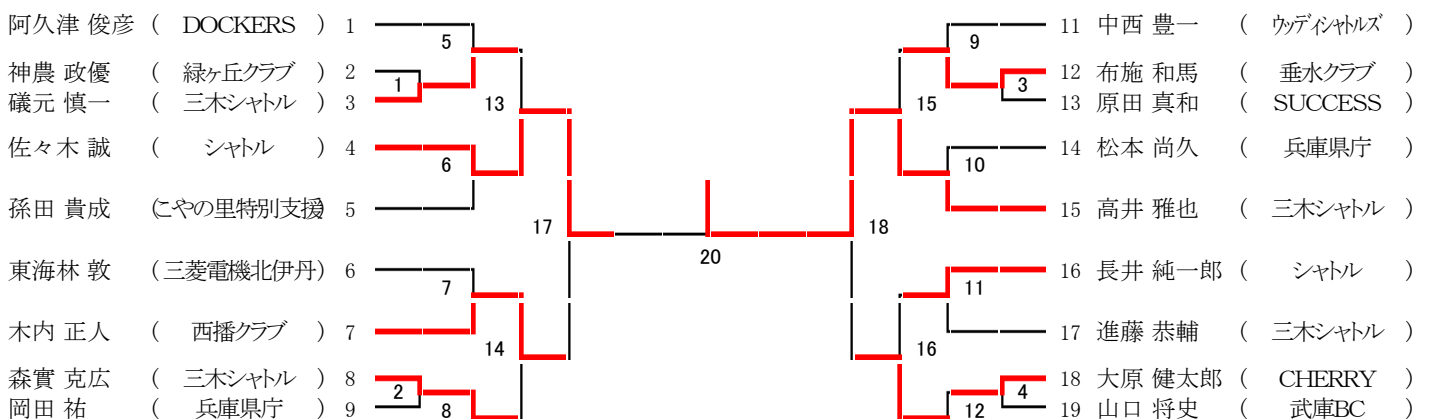 阿久津 俊彦 ( DOCKERS ) 1
神農 政優 ( 緑ヶ丘クラブ ) 2
礒元 慎一 ( 三木シャトル ) 3
佐々木 誠 ( シャトル ) 4
孫田 貴成 (こやの里特別支援) 5
東海林 敦 (三菱電機北伊丹) 6
木内 正人 ( 西播クラブ ) 7
森實 克広 ( 三木シャトル ) 8
岡田 祐 ( 兵庫県庁 ) 9
5
1
13
6
17
7
14
2
8
20
9
3
15
10
18
11
16
4
12
11 中西 豊一 ( ウッディシャトルズ )
12 布施 和馬 ( 垂水クラブ )
13 原田 真和 ( SUCCESS )
14 松本 尚久 ( 兵庫県庁 )
15 高井 雅也 ( 三木シャトル )
16 長井 純一郎 ( シャトル )
17 進藤 恭輔 ( 三木シャトル )
18 大原 健太郎 ( CHERRY )
19 山口 将史 ( 武庫BC )